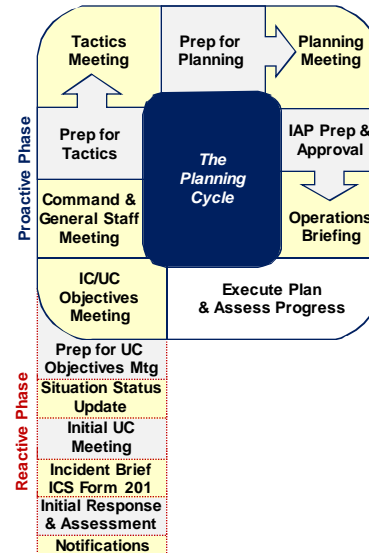 Tactics
Meeting
Prep for
Planning
Planning
Meeting
Proactive Phase
Prep for
Tactics
The
Planning
Cycle
IAP Prep &
Approval
Command &
General Staff
Meeting
Operations
Briefing
IC/UC
Objectives
Meeting
Execute Plan
& Assess Progress
Reactive Phase
Prep for UC
Objectives Mtg
Situation Status
Update
Initial UC
Meeting
Incident Brief
ICS Form 201
Initial Response
& Assessment
Notifications